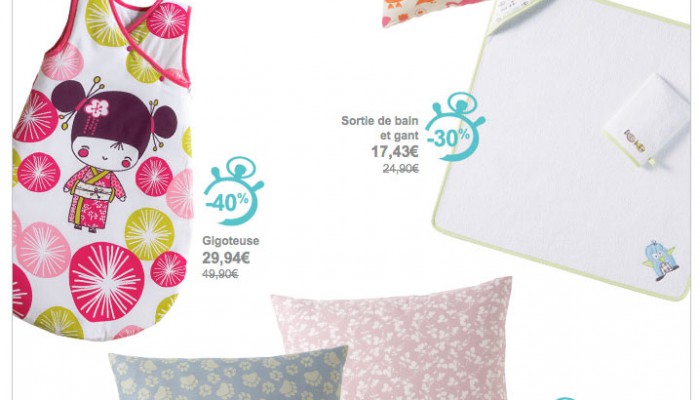 Sortie de bain
et gant
17,43€
24,90€
-30%
-40%
Gigoteuse
29,94€
49,90€